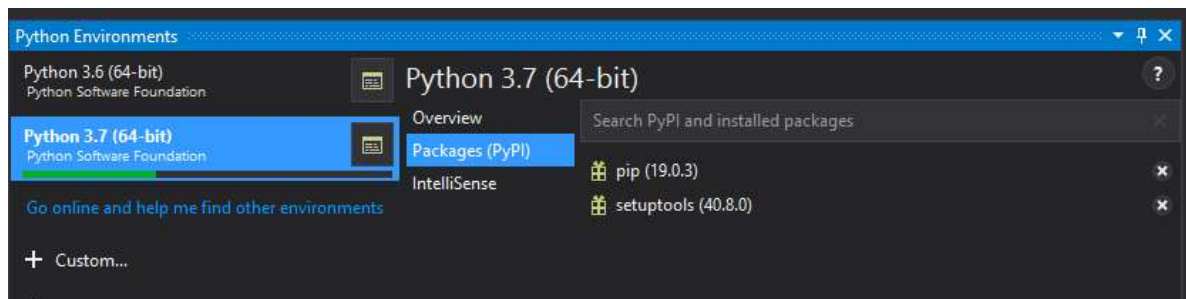 Python Environments
Python 3.6 (64-bit)
Python Software Foundation
Python 3.7 (64-bit)
Python Software Foundation
Go online and help me find other environments
+ Custom...
Python 3.7 (64-bit)
?
Overview
Packages (PyPI)
IntelliSense
Search PyPI and installed packages
pip (19.0.3)
setuptools (40.8.0)